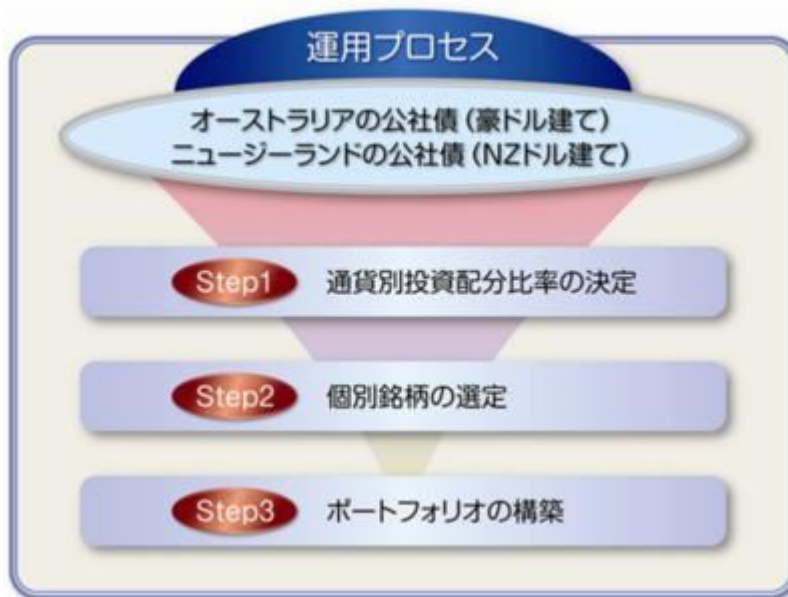 運用プロセス
オーストラリアの公社債(豪ドル建て)
ニュージーランドの公社債(NZドル建て)
Step1 通貨別投資配分比率の決定
Step2 個別銘柄の選定
Step3 ポートフォリオの構築